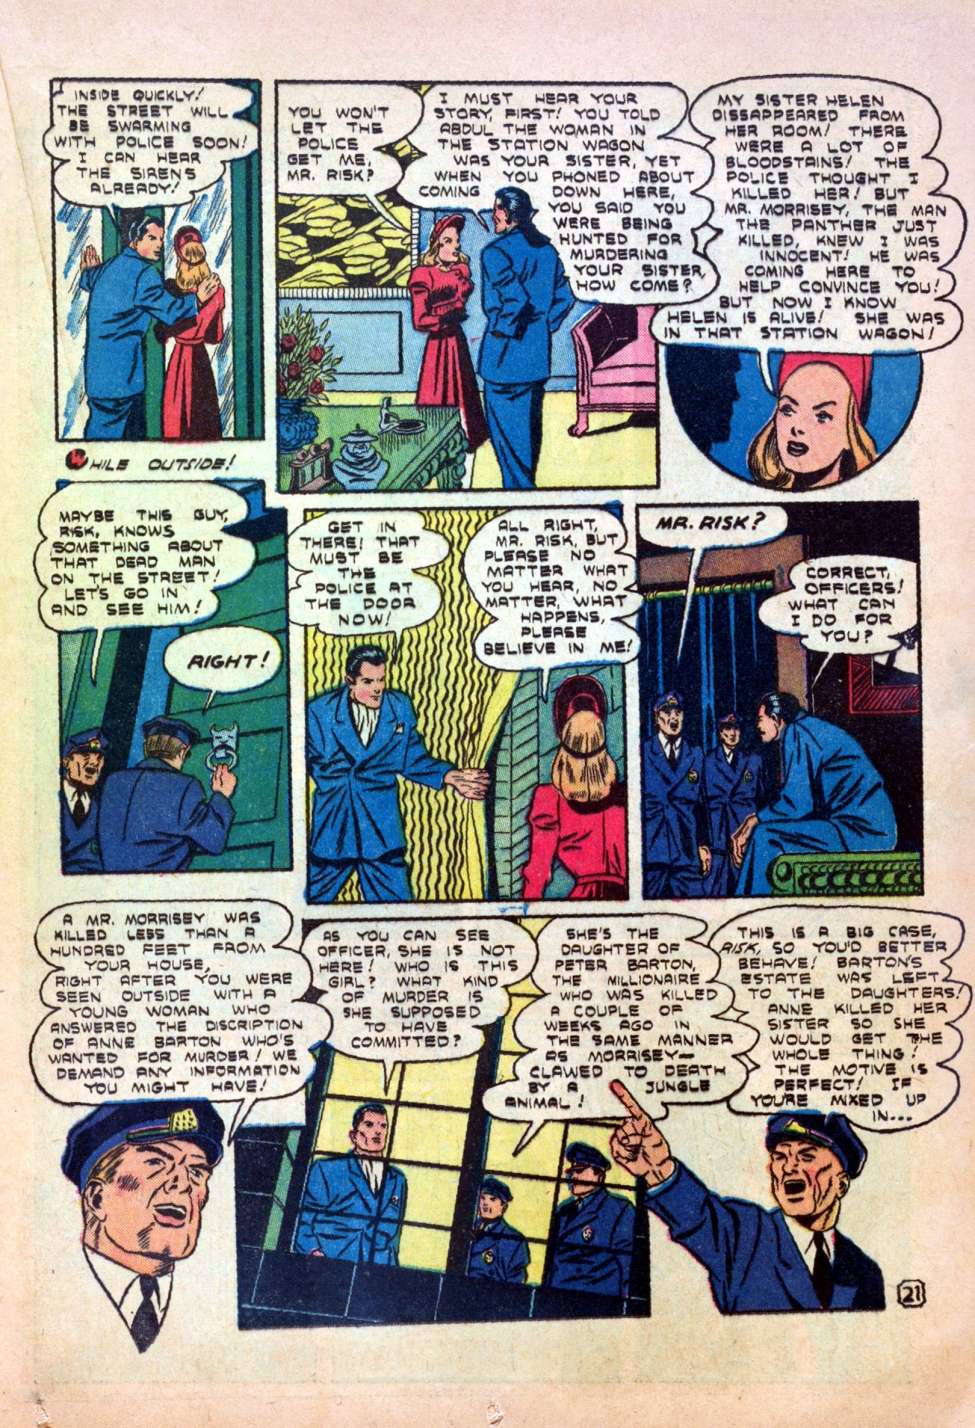 INSIDE QUICKLY!
THE STREET WILL
BE SWARMING
WITH POLICE SOON!
I CAN HEAR
THE SIRENS
ALREADY!
YOU WON'T
LET THE
POLICE
GET ME,
MR. RISK?
I MUST HEAR YOUR
STORY, FIRST! YOU TOLD
ABDUL THE WOMAN IN
THE STATION WAGON
WAS YOUR SISTER, YET
WHEN YOU PHONED ABOUT
COMING DOWN HERE,
YOU SAID YOU
WERE BEING
HUNTED FOR
MURDERING
YOUR SISTER,
HOW COME?
MY SISTER HELEN
DISSAPEARED FROM
HER ROOM! THERE
WERE A LOT OF
BLOODSTAINS! THE
POLICE THOUGHT I
KILLED HER! BUT
MR. MORRISEY, THE MAN
THE PANTHER JUST
KILLED, KNEW I WAS
INNOCENT! HE WAS
COMING HERE TO
HELP CONVINCE YOU!
BUT NOW I KNOW
HELEN IS ALIVE! SHE WAS
IN THAT STATION WAGON!
WHILE OUTSIDE!
MAYBE THIS GUY,
RISK, KNOWS
SOMETHING ABOUT
THAT DEAD MAN
ON THE STREET!
LET'S GO IN
AND SEE HIM!
RIGHT!
GET IN
THERE! THAT
MUST BE
THE
POLICE AT
THE DOOR
NOW!
ALL RIGHT,
MR. RISK, BUT
PLEASE NO
MATTER WHAT
YOU HEAR, NO
MATTER, WHAT
HAPPENS,
PLEASE
BELIEVE IN ME!
MR. RISK?
CORRECT,
OFFICERS!
WHAT CAN
I DO FOR
YOU?
A MR. MORRISEY WAS
KILLED LESS THAN A
HUNDRED FEET FROM
YOUR HOUSE,
RIGHT AFTER YOU WERE
SEEN OUTSIDE WITH A
YOUNG WOMAN WHO
ANSWERED THE DISCRIPTION
OF ANNE BARTON WHO'S
WANTED FOR MURDER! WE
DEMAND ANY INFORMATION
YOU MIGHT HAVE!
AS YOU CAN SEE
OFFICER, SHE IS NOT
HERE! WHO IS THIS
GIRL? WHAT KIND
OF MURDER IS
SHE SUPPOSED
TO HAVE
COMMITTED?
SHE'S THE
DAUGHTER OF
PETER BARTON,
THE MILLIONAIRE
WHO WAS KILLED
A COUPLE OF
WEEKS AGO IN
THE SAME MANNER
AS MORRISEY—
CLAWED TO DEATH
BY A JUNGLE
ANIMAL!
THIS IS A BIG CASE,
RISK, SO YOU'D BETTER
BEHAVE! BARTON'S
ESTATE WAS LEFT
TO THE DAUGHTERS!
ANNE KILLED HER
SISTER SO SHE
WOULD GET THE
WHOLE THING!
THE MOTIVE IS
PERFECT! IF
YOU'RE MIXED UP
IN...
21